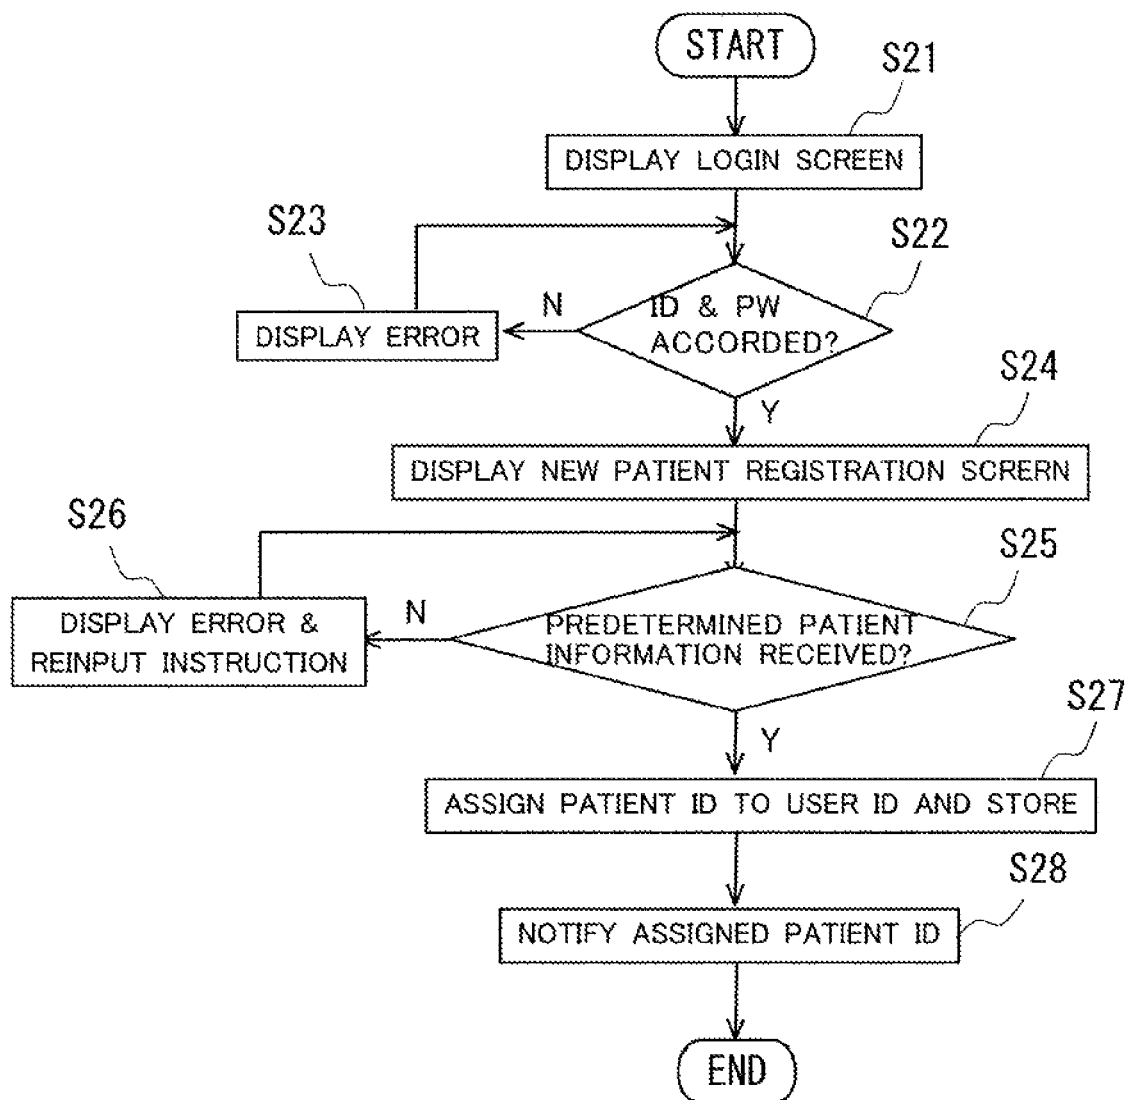 START
S21
DISPLAY LOGIN SCREEN
S23
S22
N
ID & PW
ACCORDED?
DISPLAY ERROR
S24
Y
DISPLAY NEW PATIENT REGISTRATION SCRERN
S26
S25
N
DISPLAY ERROR &
REINPUT INSTRUCTION
PREDETERMINED PATIENT
INFORMATION RECEIVED?
S27
Y
ASSIGN PATIENT ID TO USER ID AND STORE
S28
NOTIFY ASSIGNED PATIENT ID
END